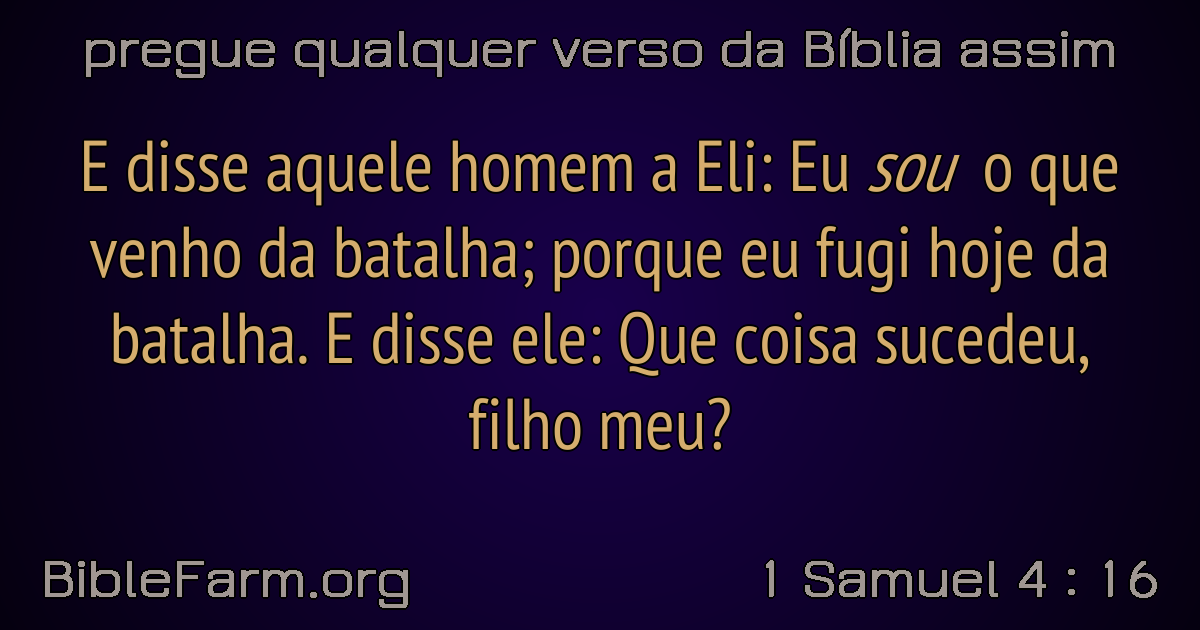 pregue qualquer verso da Bíblia assim
E disse aquele homem a Eli: Eu sou o que
venho da batalha; porque eu fugi hoje da
batalha. E disse ele: Que coisa sucedeu,
filho meu?
BibleFarm.org
1 Samuel 4 : 16